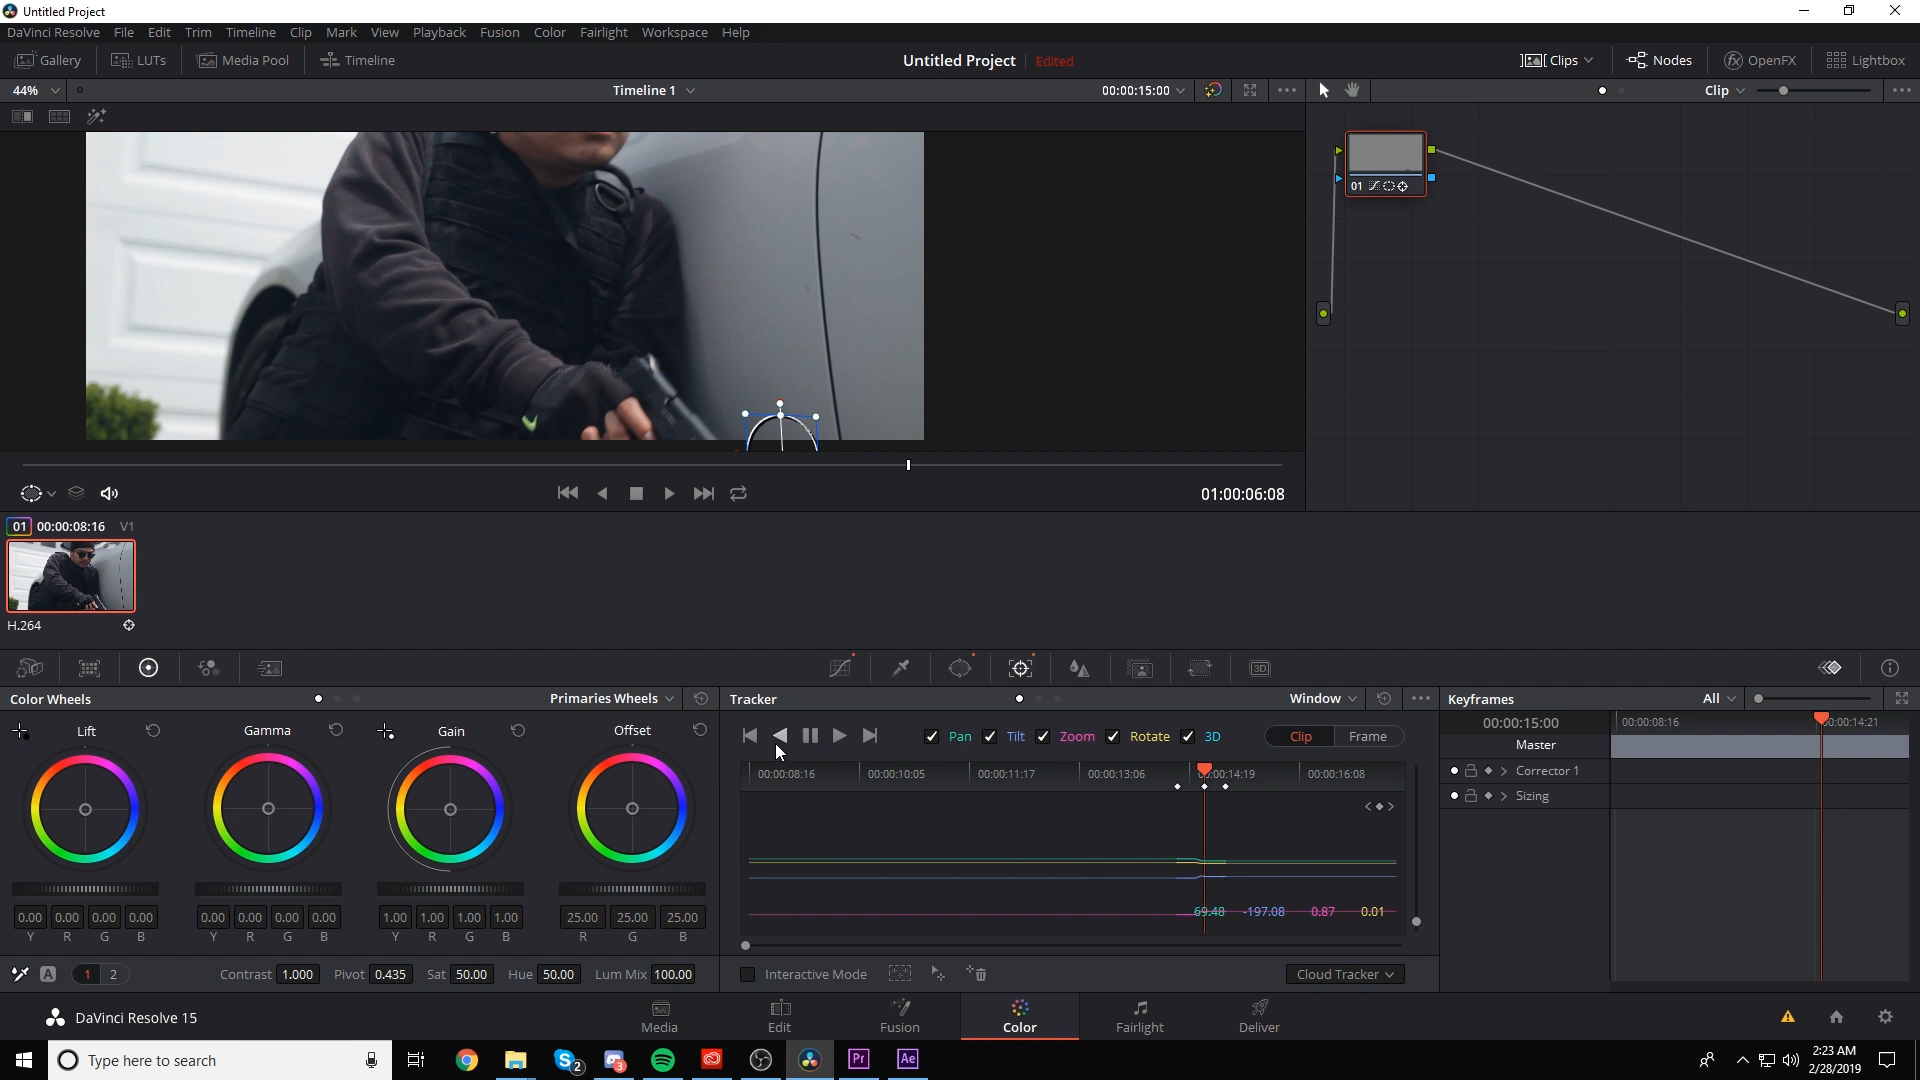 Untitled Project
DaVinci Resolve File Edit Trim Timeline Clip Mark View Playback Fusion Color Fairlight Workspace Help
Gallery LUTs Media Pool Timeline Untitled Project Edited Clips Nodes OpenFX Lightbox
44% Timeline 1 00:00:15:00 Clip
01
01:00:06:08
01 00:00:08:16 V1
H.264
Color Wheels Primaries Wheels Tracker Window Keyframes All
Lift Gamma Gain Offset
Pan Tilt Zoom Rotate 3D Clip Frame
00:00:15:00 00:00:08:16 00:00:14:21
Master
00:00:08:16 00:00:10:05 00:00:11:17 00:00:13:06 00:00:14:19 00:00:16:08
Corrector 1
Sizing
69.48 -197.08 0.87 0.01
0.00 0.00 0.00 0.00 0.00 0.00 0.00 0.00 1.00 1.00 1.00 1.00 25.00 25.00 25.00
Y R G B Y R G B Y R G B R G B
A 1 2 Contrast 1.000 Pivot 0.435 Sat 50.00 Hue 50.00 Lum Mix 100.00
Interactive Mode Cloud Tracker
DaVinci Resolve 15 Media Edit Fusion Color Fairlight Deliver
Type here to search
2 3 Pr Ae
2:23 AM
2/28/2019